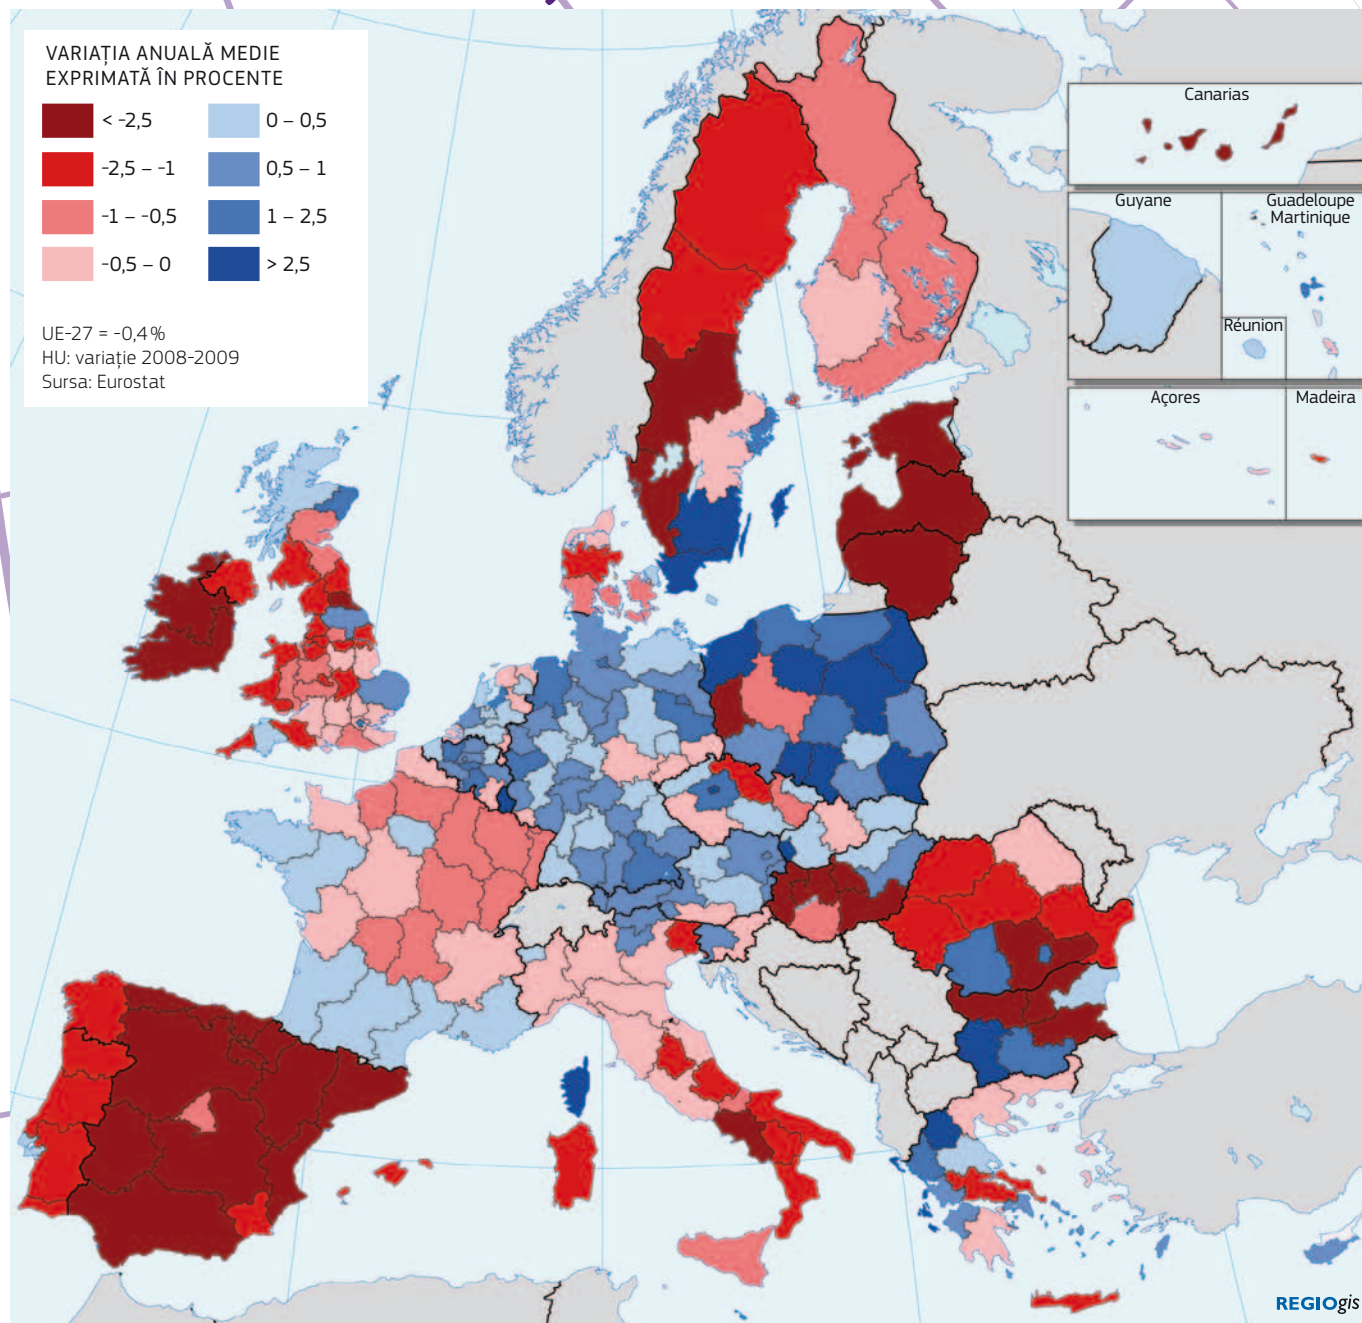 VARIAȚIA ANUALĂ MEDIE
EXPRIMATĂ ÎN PROCENTE
< -2,5
0 – 0,5
-2,5 – -1
0,5 – 1
-1 – -0,5
1 – 2,5
-0,5 – 0
> 2,5
UE-27 = -0,4 %
HU: variație 2008-2009
Sursa: Eurostat
Canarias
Guyane
Guadeloupe
Martinique
Réunion
Açores
Madeira
REGIOgis